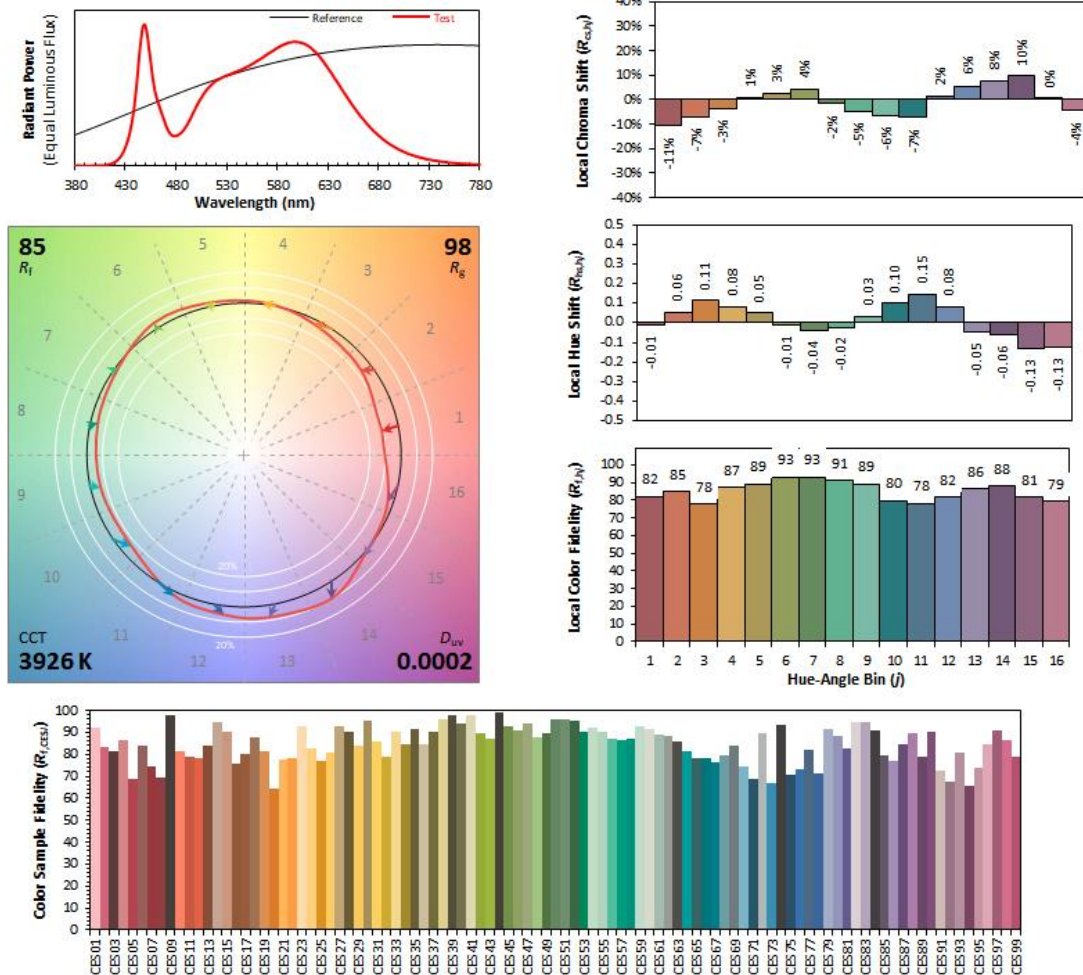 Reference
Test
Radiant Power
(Equal Luminous Flux)
380 430 480 530 580 630 680 730 780
Wavelength (nm)
Local Chroma Shift (Rcs,hj)
40%
30%
20%
10%
0%
-10%
-20%
-30%
-40%
-11% -7% -3% 1% 3% 4% -2% -5% -6% -7% 2% 6% 8% 10% 0% -4%
85
Rf
98
Rg
5 4
6 3
7 2
8 1
9 16
10 15
11 14
12 13
20%
20%
CCT
3926 K
Duv
0.0002
Local Hue Shift (Rhs,hj)
0.5
0.4
0.3
0.2
0.1
0.0
-0.1
-0.2
-0.3
-0.4
-0.5
-0.01 0.06 0.11 0.08 0.05 -0.01 -0.04 -0.02 0.03 0.10 0.15 0.08 -0.05 -0.06 -0.13 -0.13
Local Color Fidelity (Rf,hj)
100
90
80
70
60
50
40
30
20
10
0
82 85 78 87 89 93 93 91 89 80 78 82 86 88 81 79
1 2 3 4 5 6 7 8 9 10 11 12 13 14 15 16
Hue-Angle Bin (j)
Color Sample Fidelity (Rf,CESi)
100
90
80
70
60
50
40
30
20
10
0
CES01 CES03 CES05 CES07 CES09 CES11 CES13 CES15 CES17 CES19 CES21 CES23 CES25 CES27 CES29 CES31 CES33 CES35 CES37 CES39 CES41 CES43 CES45 CES47 CES49 CES51 CES53 CES55 CES57 CES59 CES61 CES63 CES65 CES67 CES69 CES71 CES73 CES75 CES77 CES79 CES81 CES83 CES85 CES87 CES89 CES91 CES93 CES95 CES97 CES99